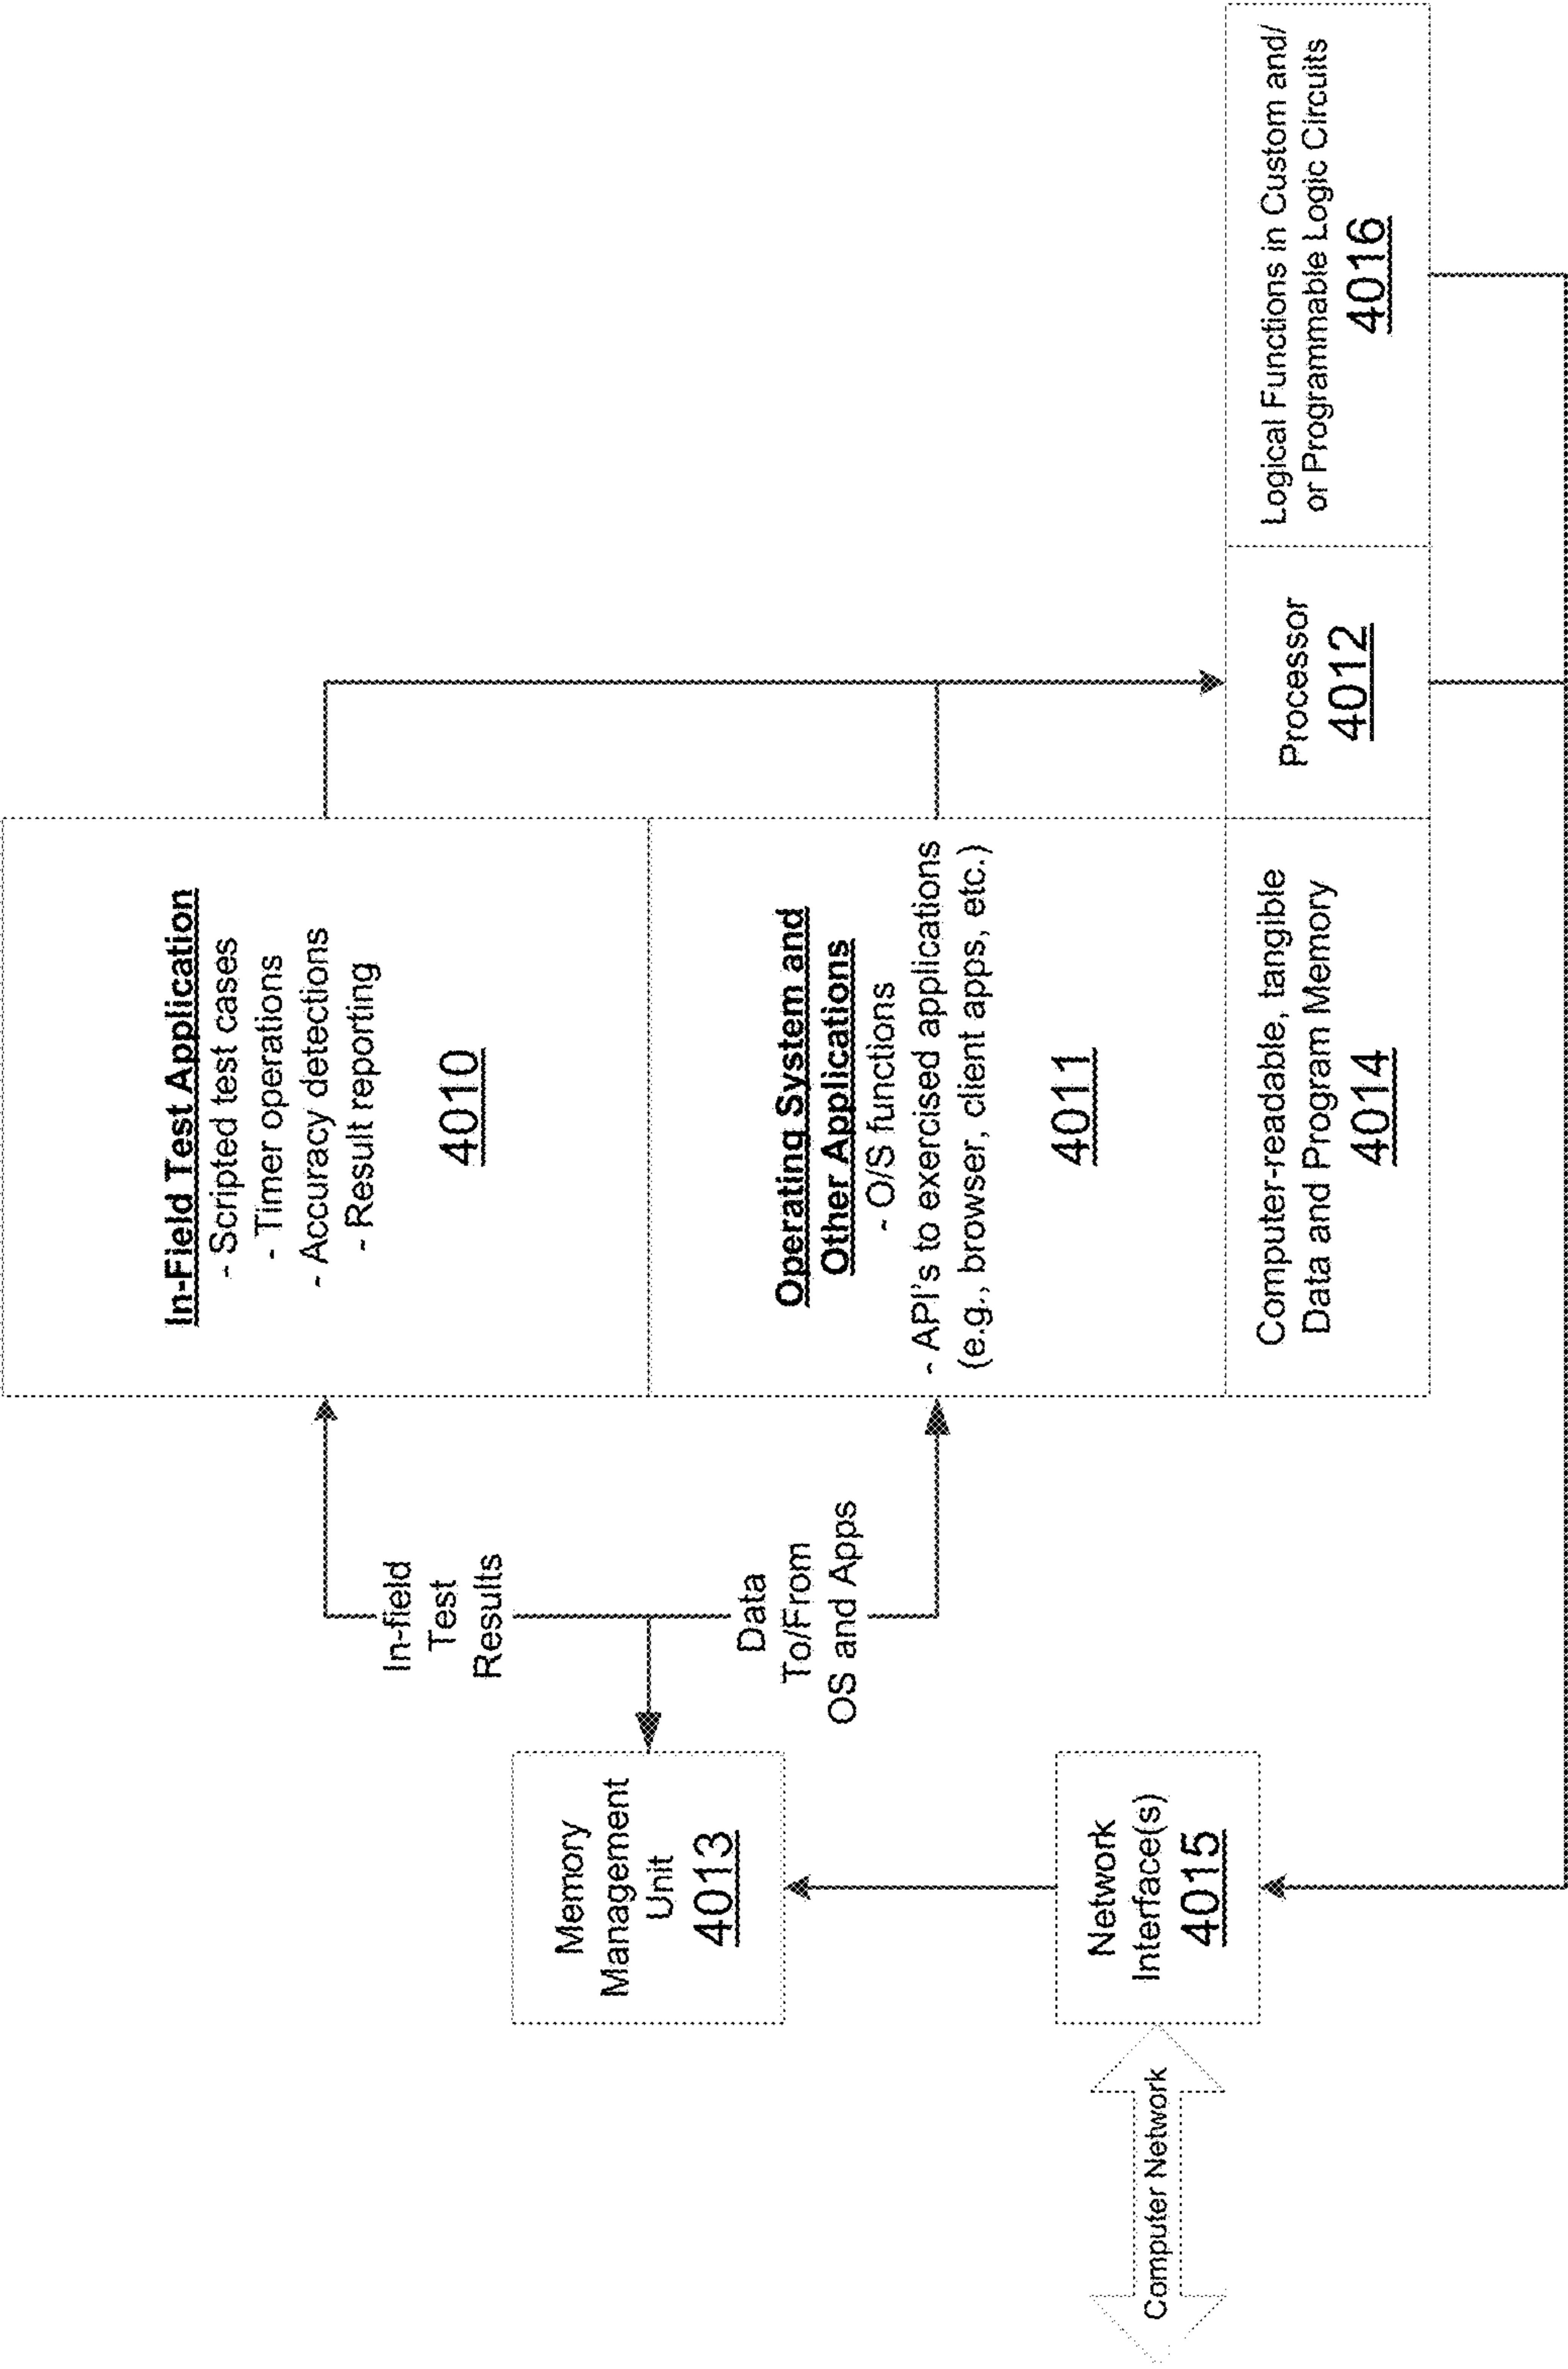 In-Field Test Application
- Scripted test cases
- Timer operations
- Accuracy detections
- Result reporting
4010
In-field
Test
Results
Memory
Management
Unit
4013
Data
To/From
OS and Apps
Operating System and
Other Applications
- O/S functions
- API's to exercised applications
(e.g., browser, client apps, etc.)
4011
Computer Network
Network
Interface(s)
4015
Computer-readable, tangible
Data and Program Memory
4014
Processor
4012
Logical Functions in Custom and/
or Programmable Logic Circuits
4016